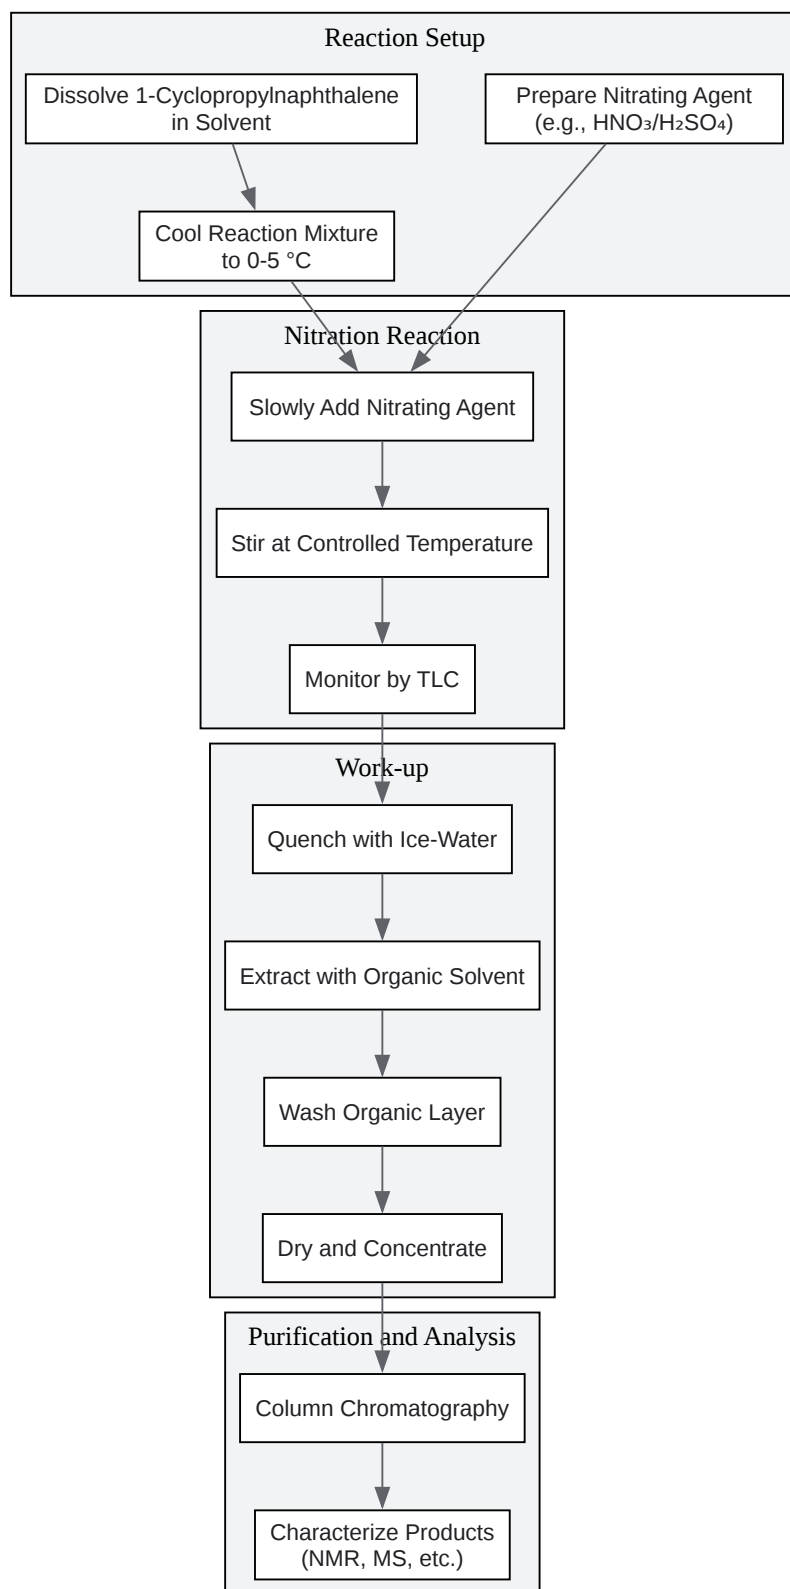 Reaction Setup
Dissolve 1-Cyclopropylnaphthalene
in Solvent
Prepare Nitrating Agent
(e.g., HNO₃/H₂SO₄)
Cool Reaction Mixture
to 0-5 °C
Nitration Reaction
Slowly Add Nitrating Agent
Stir at Controlled Temperature
Monitor by TLC
Work-up
Quench with Ice-Water
Extract with Organic Solvent
Wash Organic Layer
Dry and Concentrate
Purification and Analysis
Column Chromatography
Characterize Products
(NMR, MS, etc.)